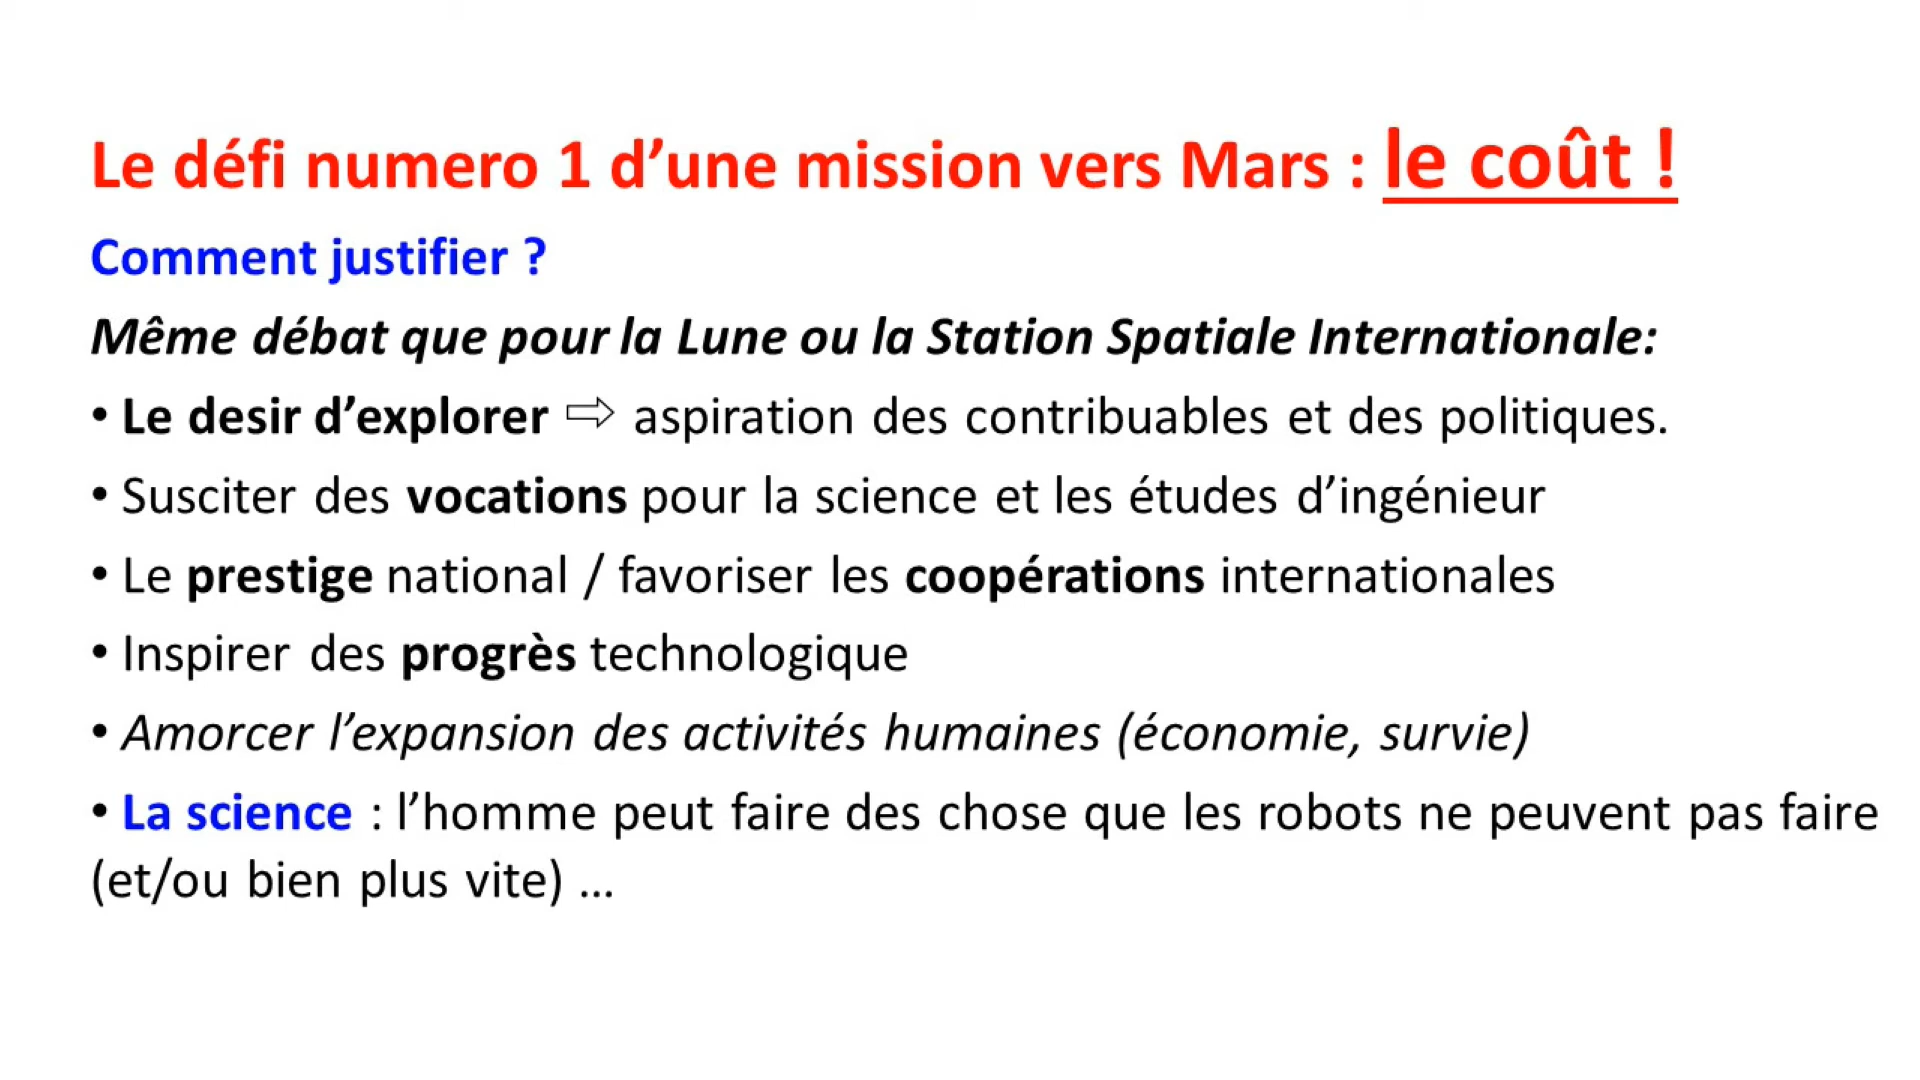 Le défi numero 1 d’une mission vers Mars : le coût !
Comment justifier ?
Même débat que pour la Lune ou la Station Spatiale Internationale:
• Le desir d’explorer ⇨ aspiration des contribuables et des politiques.
• Susciter des vocations pour la science et les études d’ingénieur
• Le prestige national / favoriser les coopérations internationales
• Inspirer des progrès technologique
• Amorcer l’expansion des activités humaines (économie, survie)
• La science : l’homme peut faire des chose que les robots ne peuvent pas faire
(et/ou bien plus vite) ...